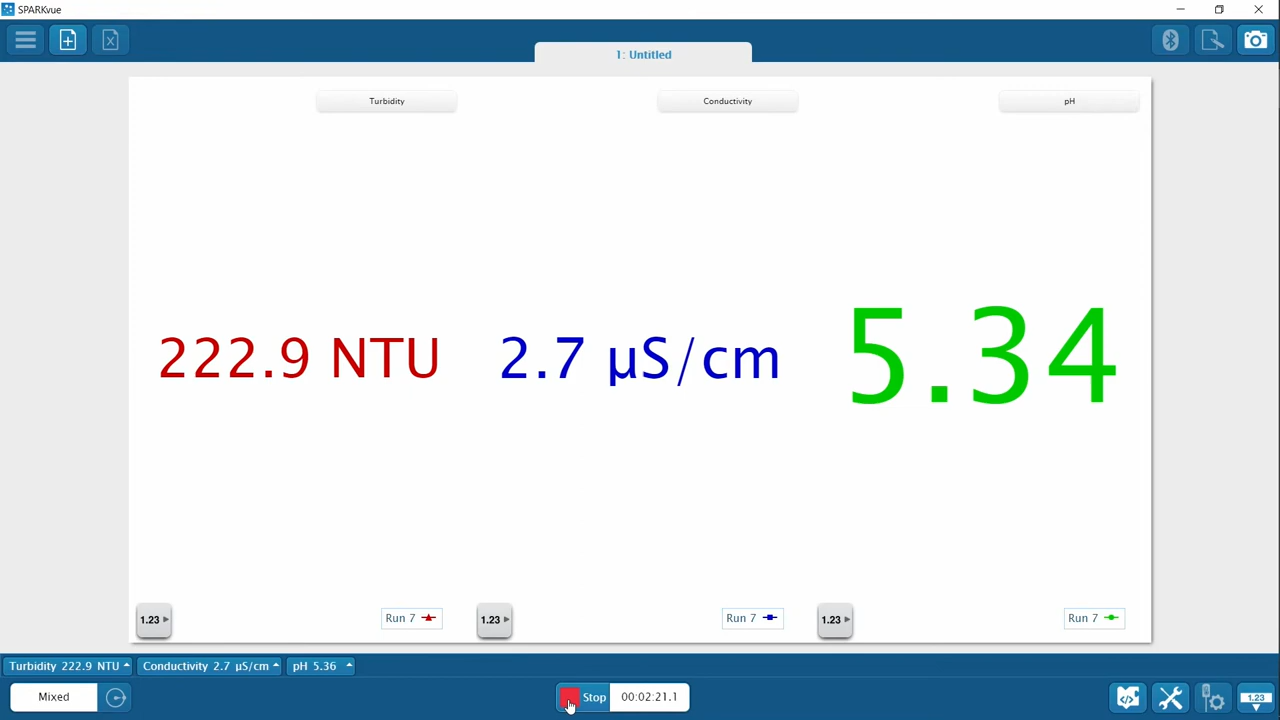 SPARKvue
1: Untitled
Turbidity
Conductivity
pH
222.9 NTU
2.7 µS/cm
5.34
1.23
Run 7
1.23
Run 7
1.23
Run 7
Turbidity 222.9 NTU
Conductivity 2.7 µS/cm
pH 5.36
Mixed
Stop
00:02:21.1
1.23